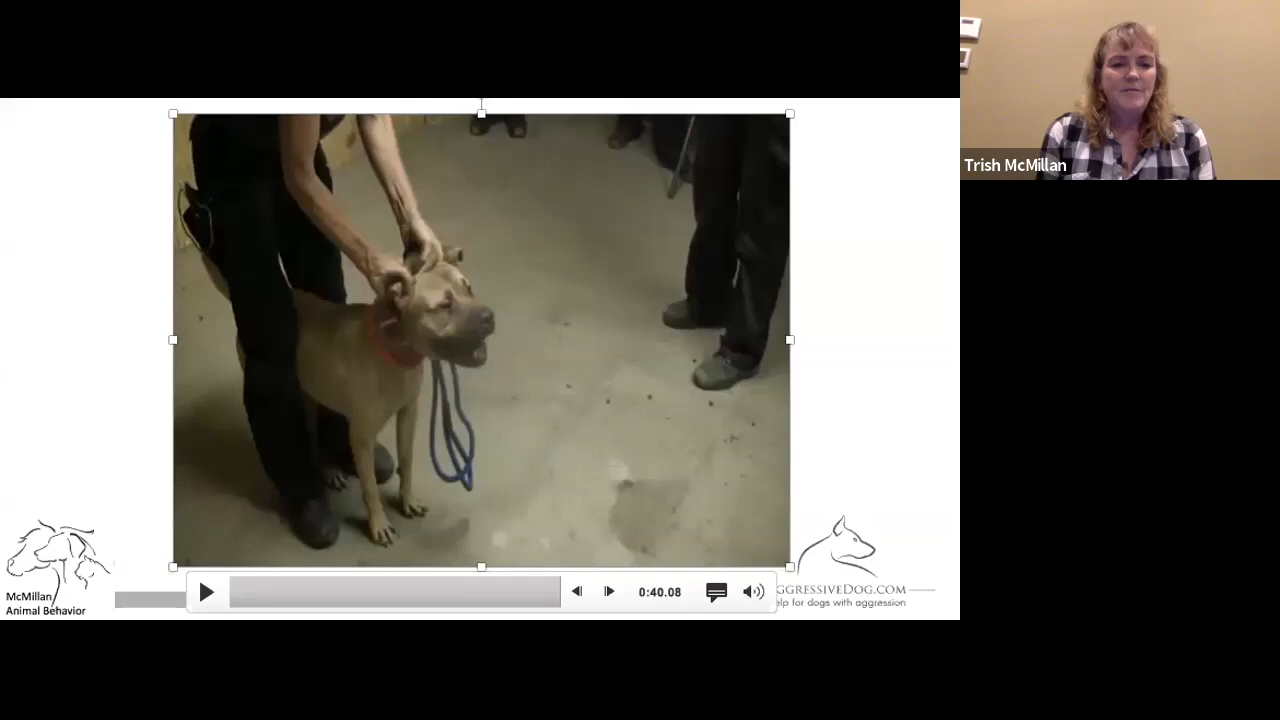 Trish McMillan
McMillan
Animal Behavior
0:40.08
GGRESSIVEDOG.COM
elp for dogs with aggression